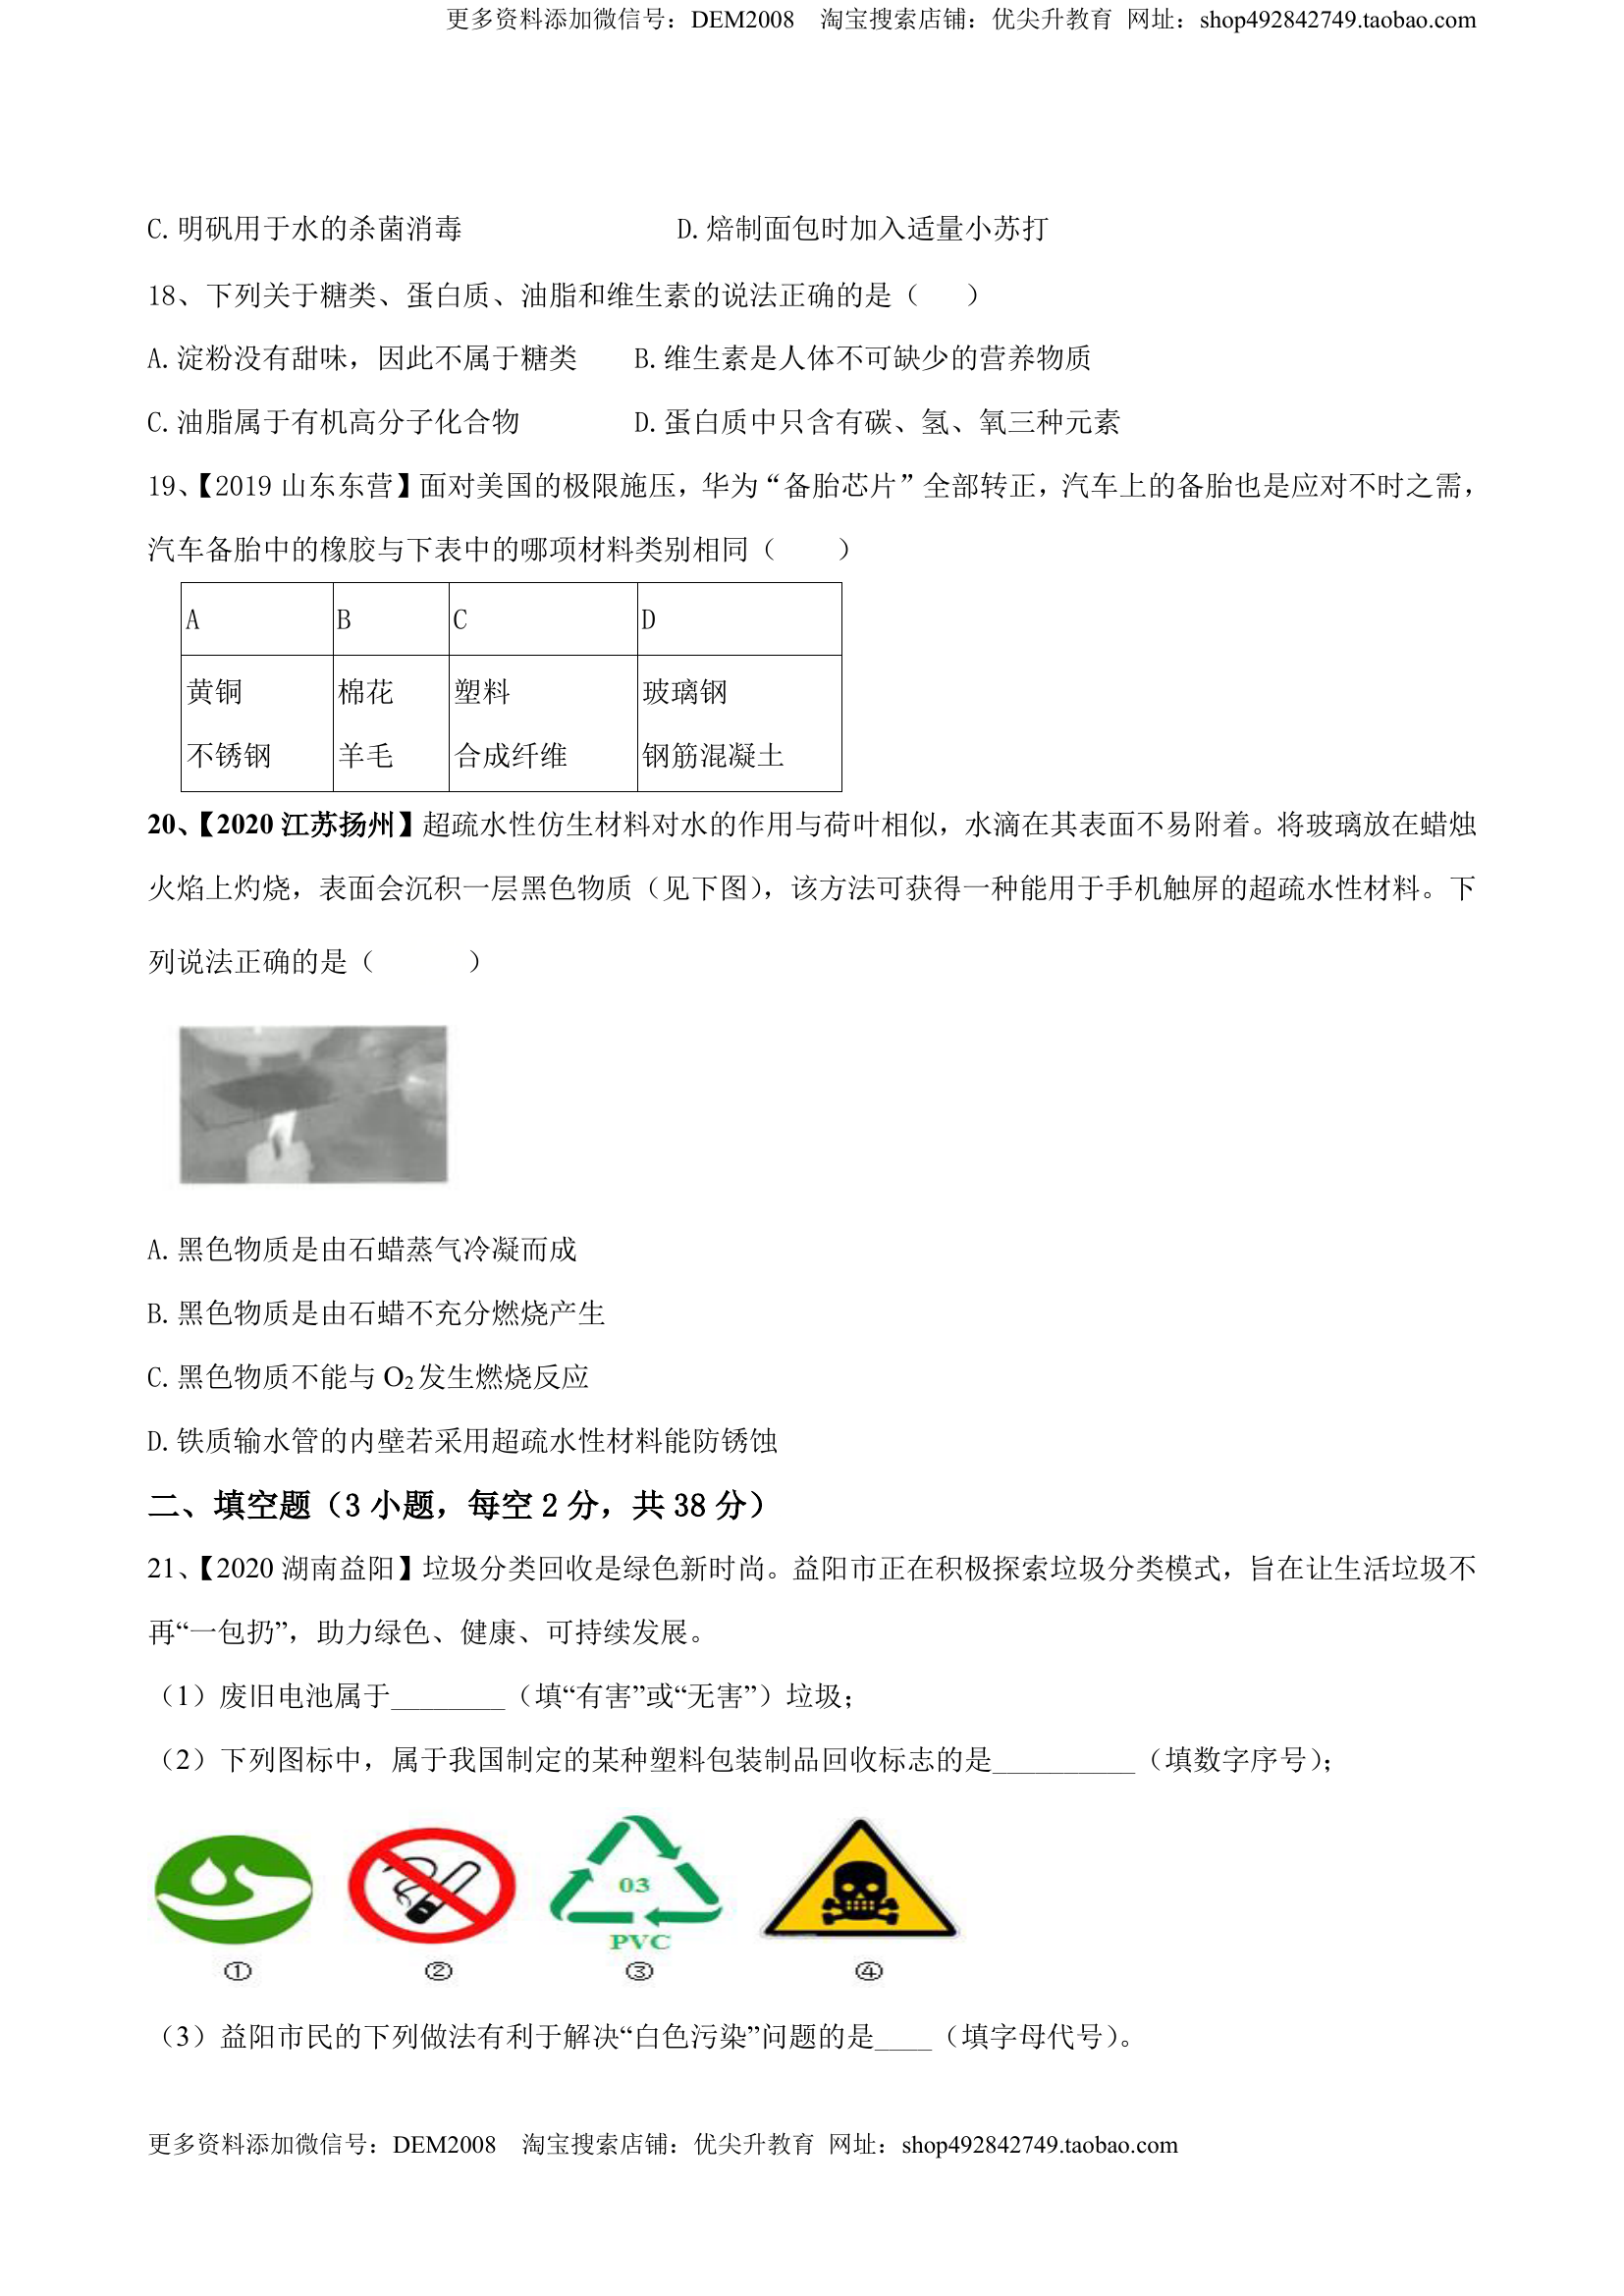 更多资料添加微信号：DEM2008 淘宝搜索店铺：优尖升教育 网址：shop492842749.taobao.com
C.明矾用于水的杀菌消毒 D.焙制面包时加入适量小苏打
18、下列关于糖类、蛋白质、油脂和维生素的说法正确的是（ ）
A.淀粉没有甜味，因此不属于糖类 B.维生素是人体不可缺少的营养物质
C.油脂属于有机高分子化合物 D.蛋白质中只含有碳、氢、氧三种元素
19、【2019 山东东营】面对美国的极限施压，华为“备胎芯片”全部转正，汽车上的备胎也是应对不时之需，
汽车备胎中的橡胶与下表中的哪项材料类别相同（ ）
A B C D
黄铜 棉花 塑料 玻璃钢
不锈钢 羊毛 合成纤维 钢筋混凝土
20、【2020 江苏扬州】超疏水性仿生材料对水的作用与荷叶相似，水滴在其表面不易附着。将玻璃放在蜡烛
火焰上灼烧，表面会沉积一层黑色物质（见下图），该方法可获得一种能用于手机触屏的超疏水性材料。下
列说法正确的是（ ）
A.黑色物质是由石蜡蒸气冷凝而成
B.黑色物质是由石蜡不充分燃烧产生
C.黑色物质不能与 O₂发生燃烧反应
D.铁质输水管的内壁若采用超疏水性材料能防锈蚀
二、填空题（3 小题，每空 2 分，共 38 分）
21、【2020 湖南益阳】垃圾分类回收是绿色新时尚。益阳市正在积极探索垃圾分类模式，旨在让生活垃圾不
再“一包扔”，助力绿色、健康、可持续发展。
（1）废旧电池属于________（填“有害”或“无害”）垃圾；
（2）下列图标中，属于我国制定的某种塑料包装制品回收标志的是__________（填数字序号）；
03
PVC
① ② ③ ④
（3）益阳市民的下列做法有利于解决“白色污染”问题的是____（填字母代号）。
更多资料添加微信号：DEM2008 淘宝搜索店铺：优尖升教育 网址：shop492842749.taobao.com